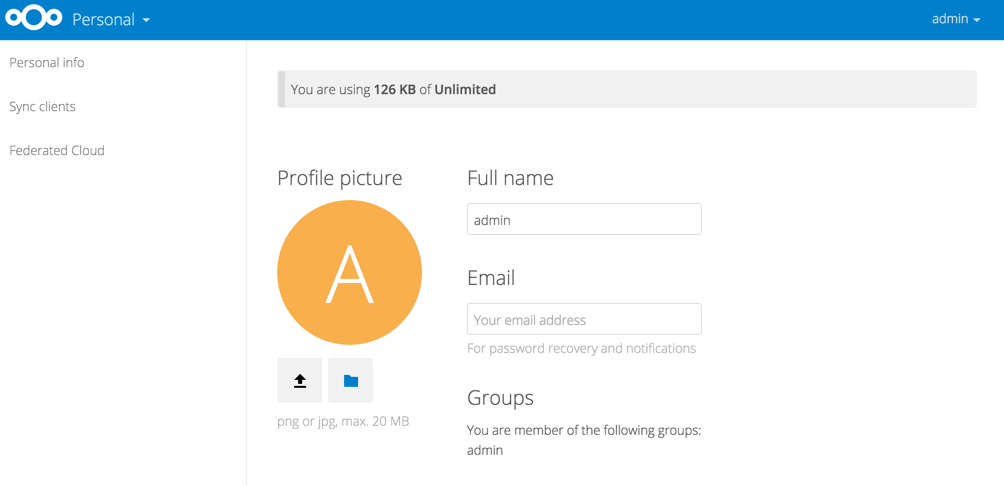 Personal
admin
Personal info
Sync clients
Federated Cloud
You are using 126 KB of Unlimited
Profile picture
A
png or jpg, max. 20 MB
Full name
admin
Email
Your email address
For password recovery and notifications
Groups
You are member of the following groups:
admin